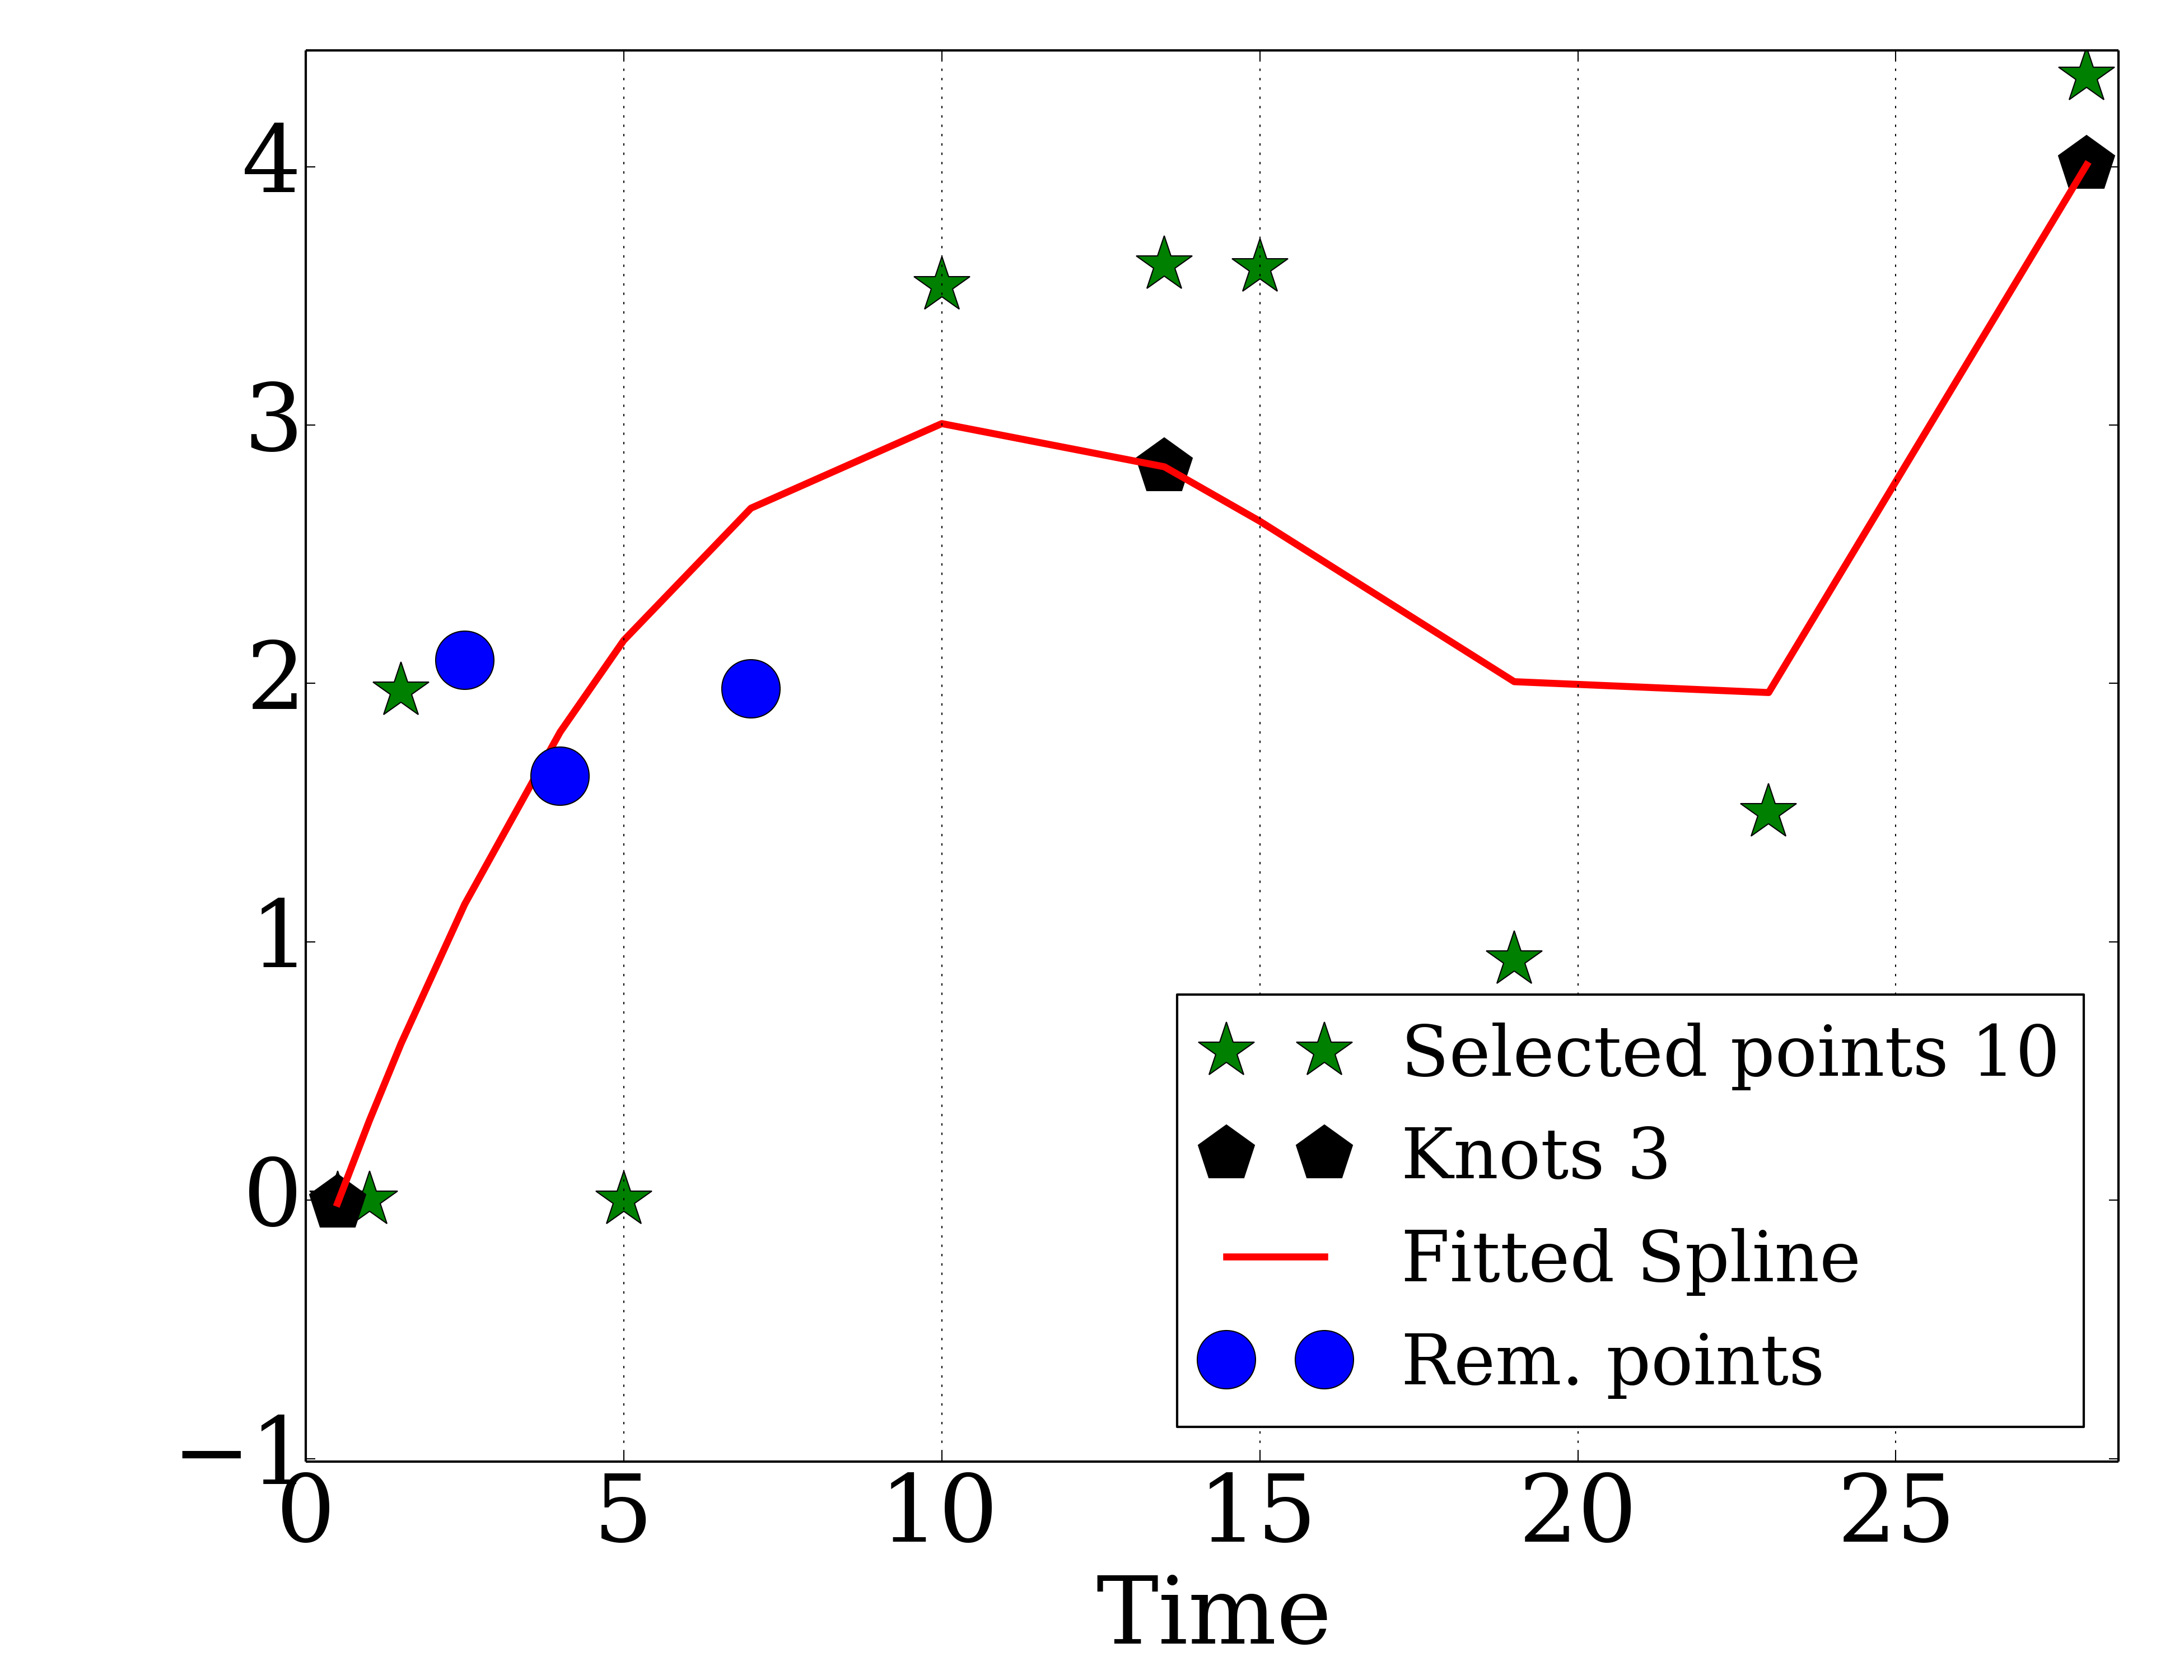 4
3
2
1
0
−1
0 5 10 15 20 25
Time
Selected points 10
Knots 3
Fitted Spline
Rem. points